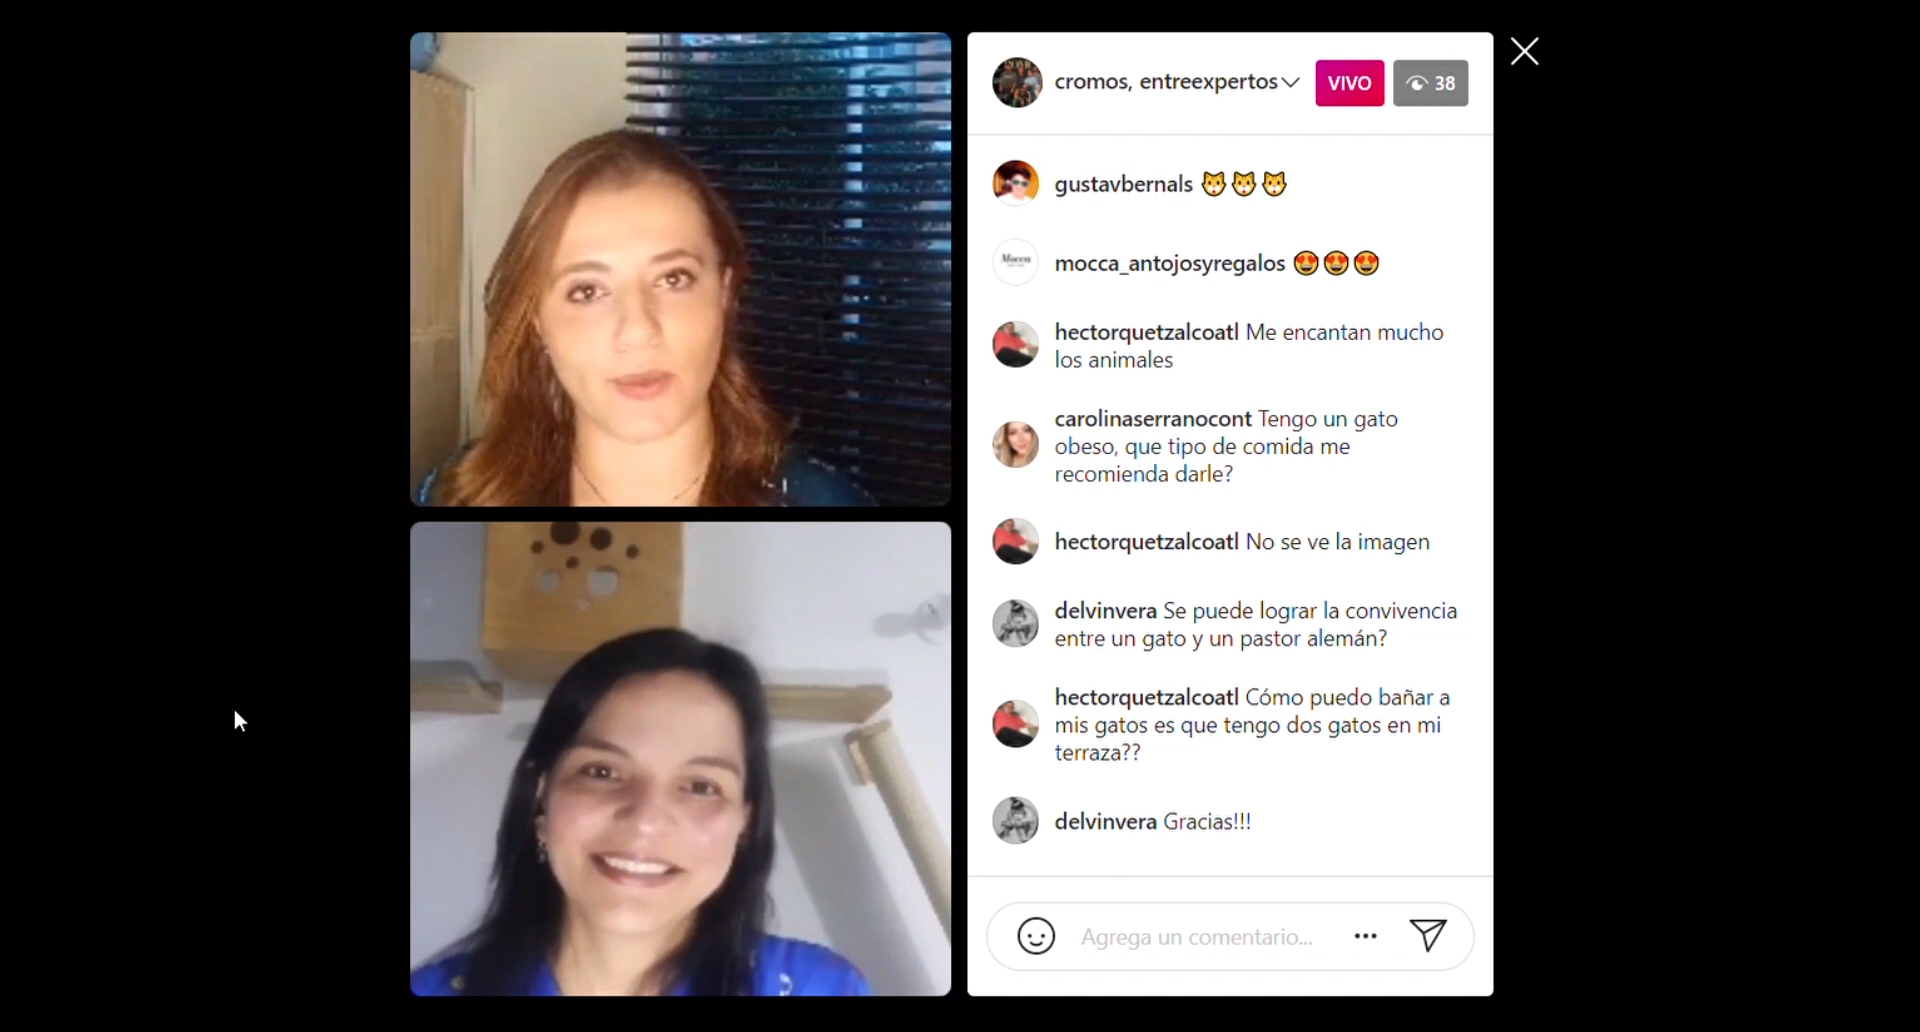 cromos, entreexpertos
VIVO
38
gustavbernals 🐱🐱🐱
Mocca
mocca_antojosyregalos 😍😍😍
hectorquetzalcoatl Me encantan mucho
los animales
carolinaserranocont Tengo un gato
obeso, que tipo de comida me
recomienda darle?
hectorquetzalcoatl No se ve la imagen
delvinvera Se puede lograr la convivencia
entre un gato y un pastor alemán?
hectorquetzalcoatl Cómo puedo bañar a
mis gatos es que tengo dos gatos en mi
terraza??
delvinvera Gracias!!!
Agrega un comentario...